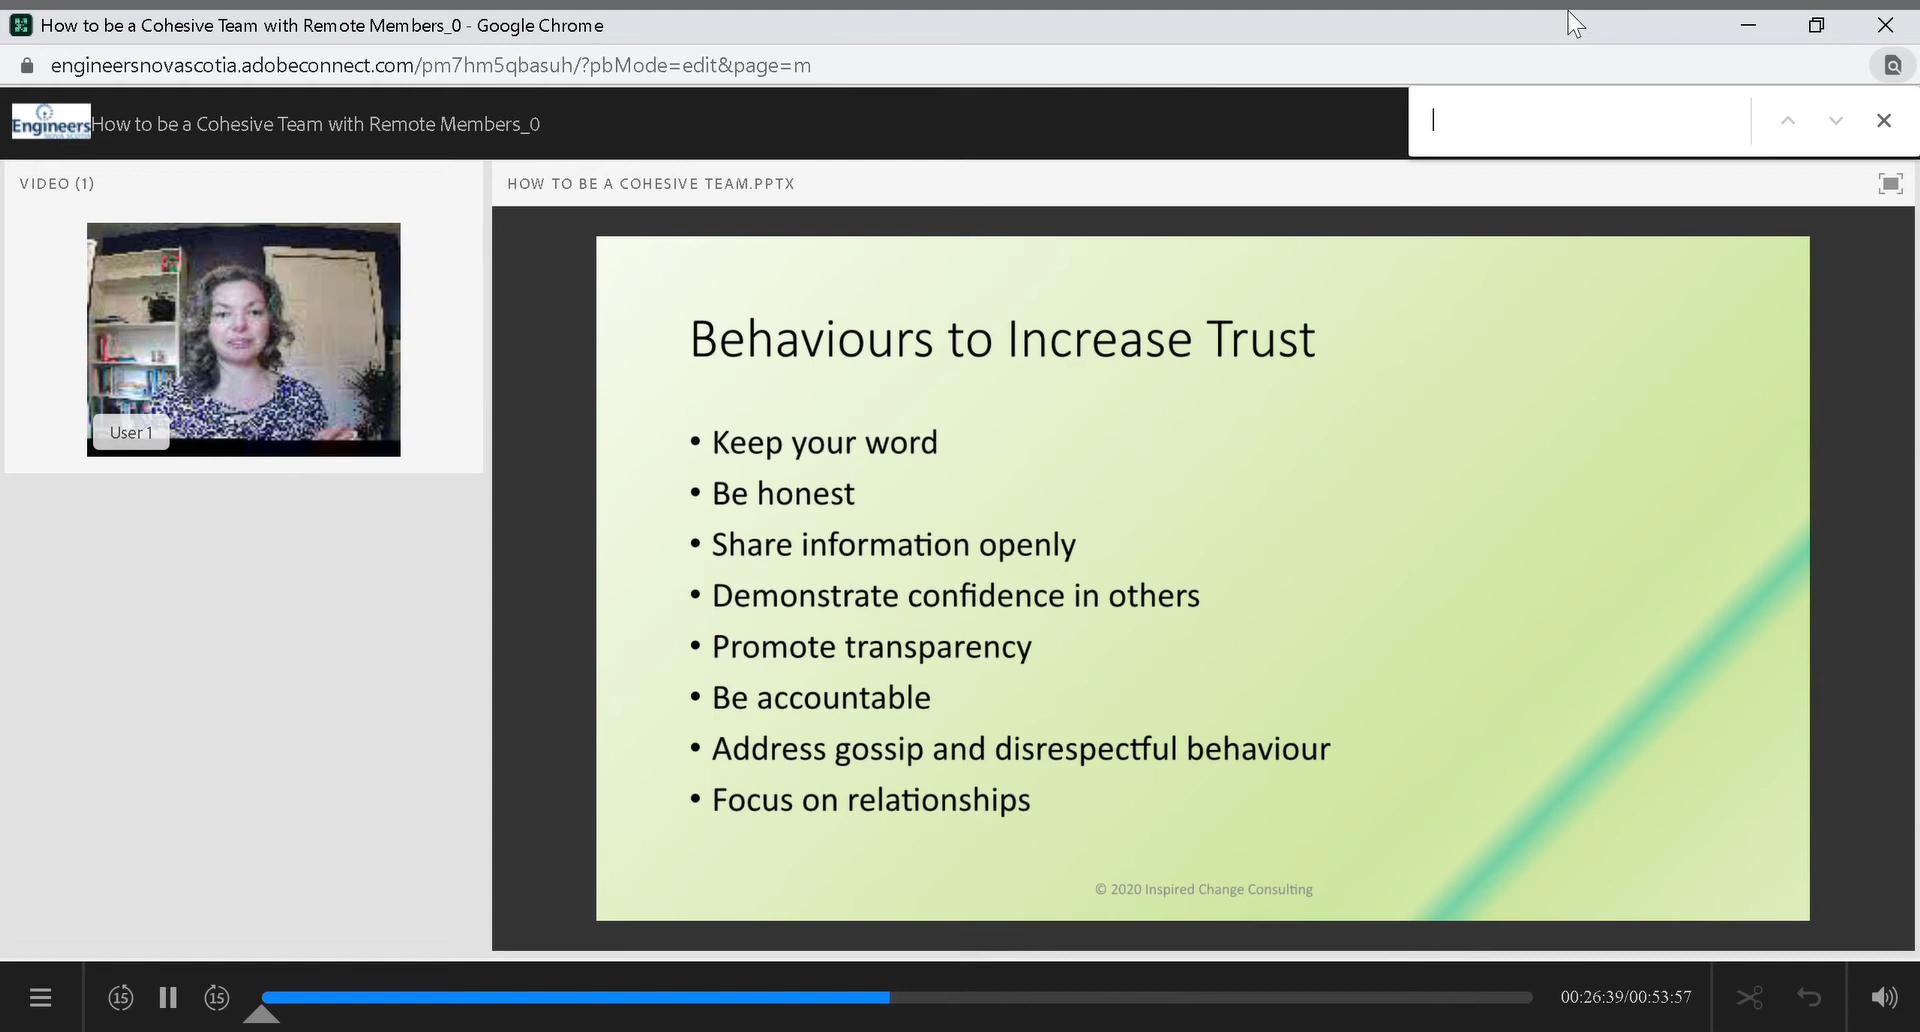 How to be a Cohesive Team with Remote Members_0 - Google Chrome
engineersnovascotia.adobeconnect.com/pm7hm5qbasuh/?pbMode=edit&page=m
Engineers
NOVA SCOTIA
How to be a Cohesive Team with Remote Members_0
VIDEO (1)
HOW TO BE A COHESIVE TEAM.PPTX
User 1
Behaviours to Increase Trust
• Keep your word
• Be honest
• Share information openly
• Demonstrate confidence in others
• Promote transparency
• Be accountable
• Address gossip and disrespectful behaviour
• Focus on relationships
© 2020 Inspired Change Consulting
15
15
00:26:39/00:53:57